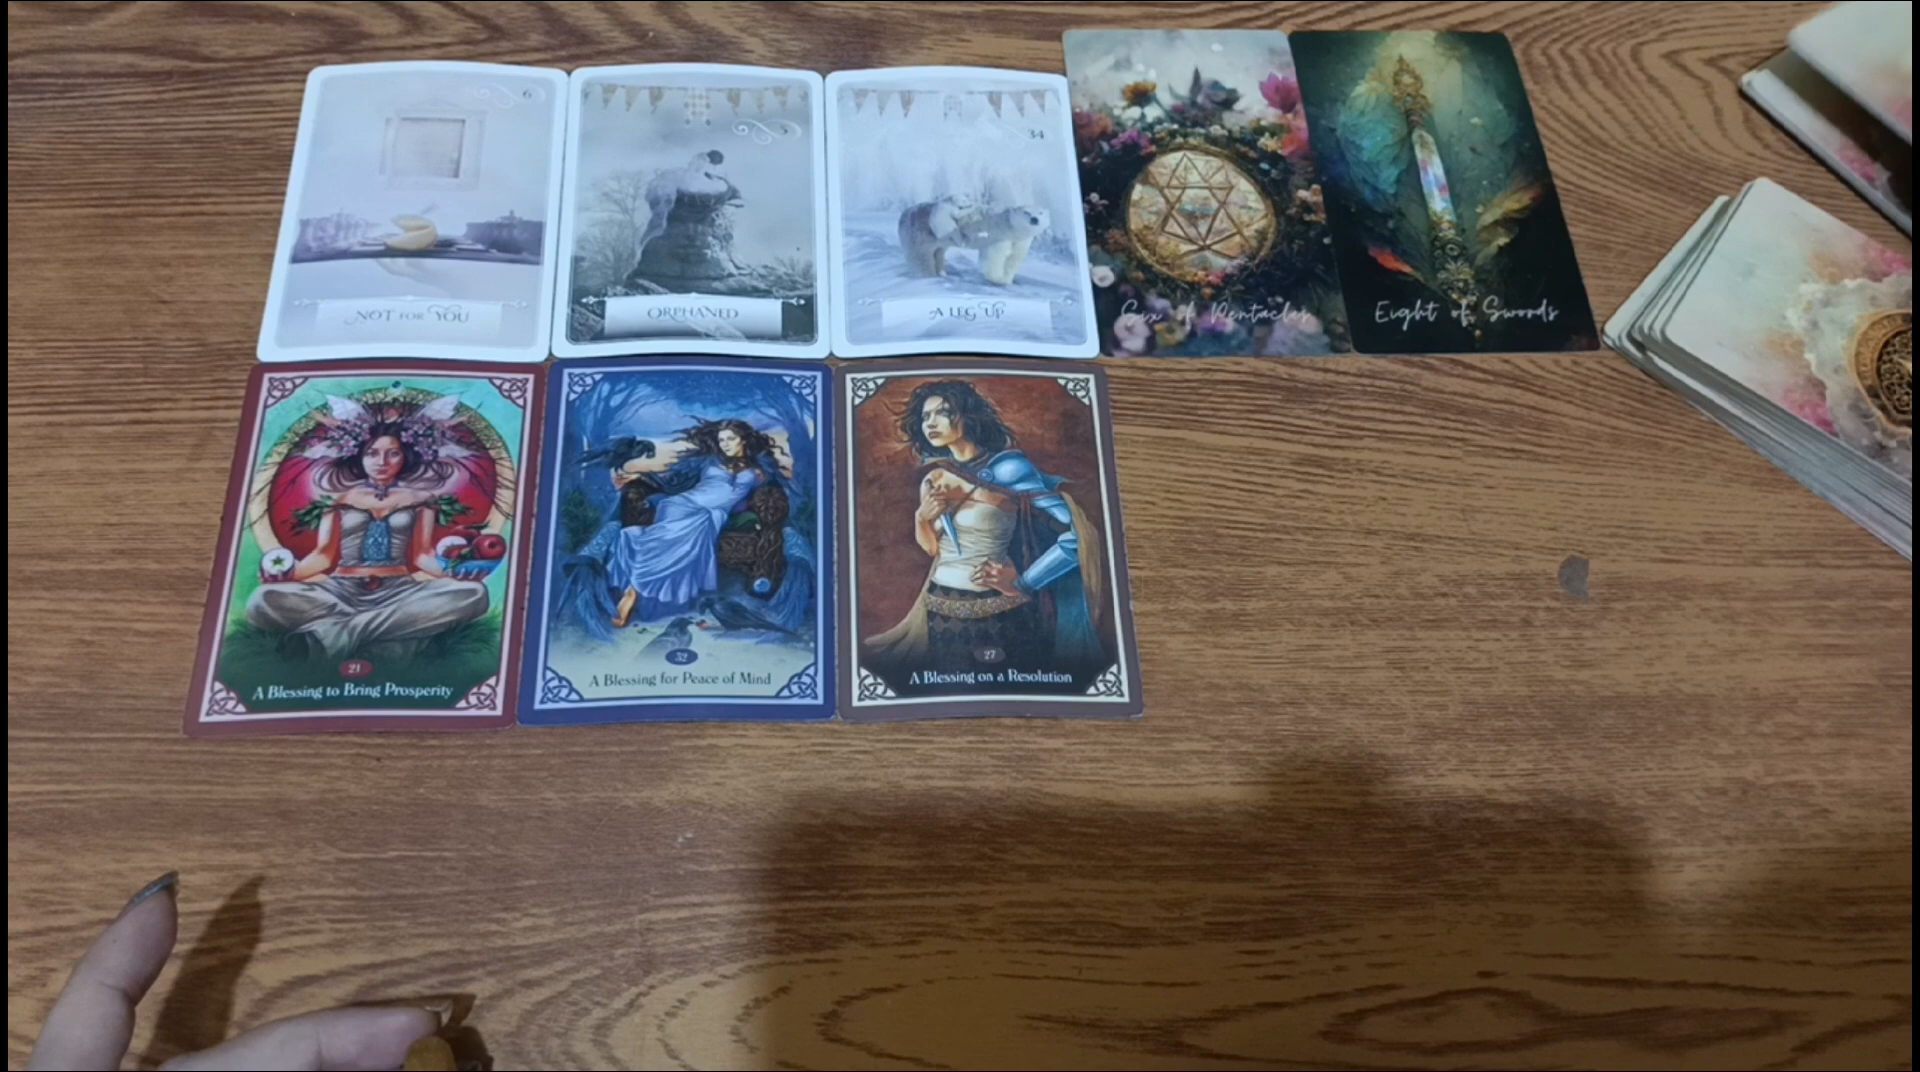 6
NOT FOR YOU
5
ORPHANED
34
A LEG UP
Six of Pentacles
Eight of Swords
21
A Blessing to Bring Prosperity
32
A Blessing for Peace of Mind
27
A Blessing on a Resolution